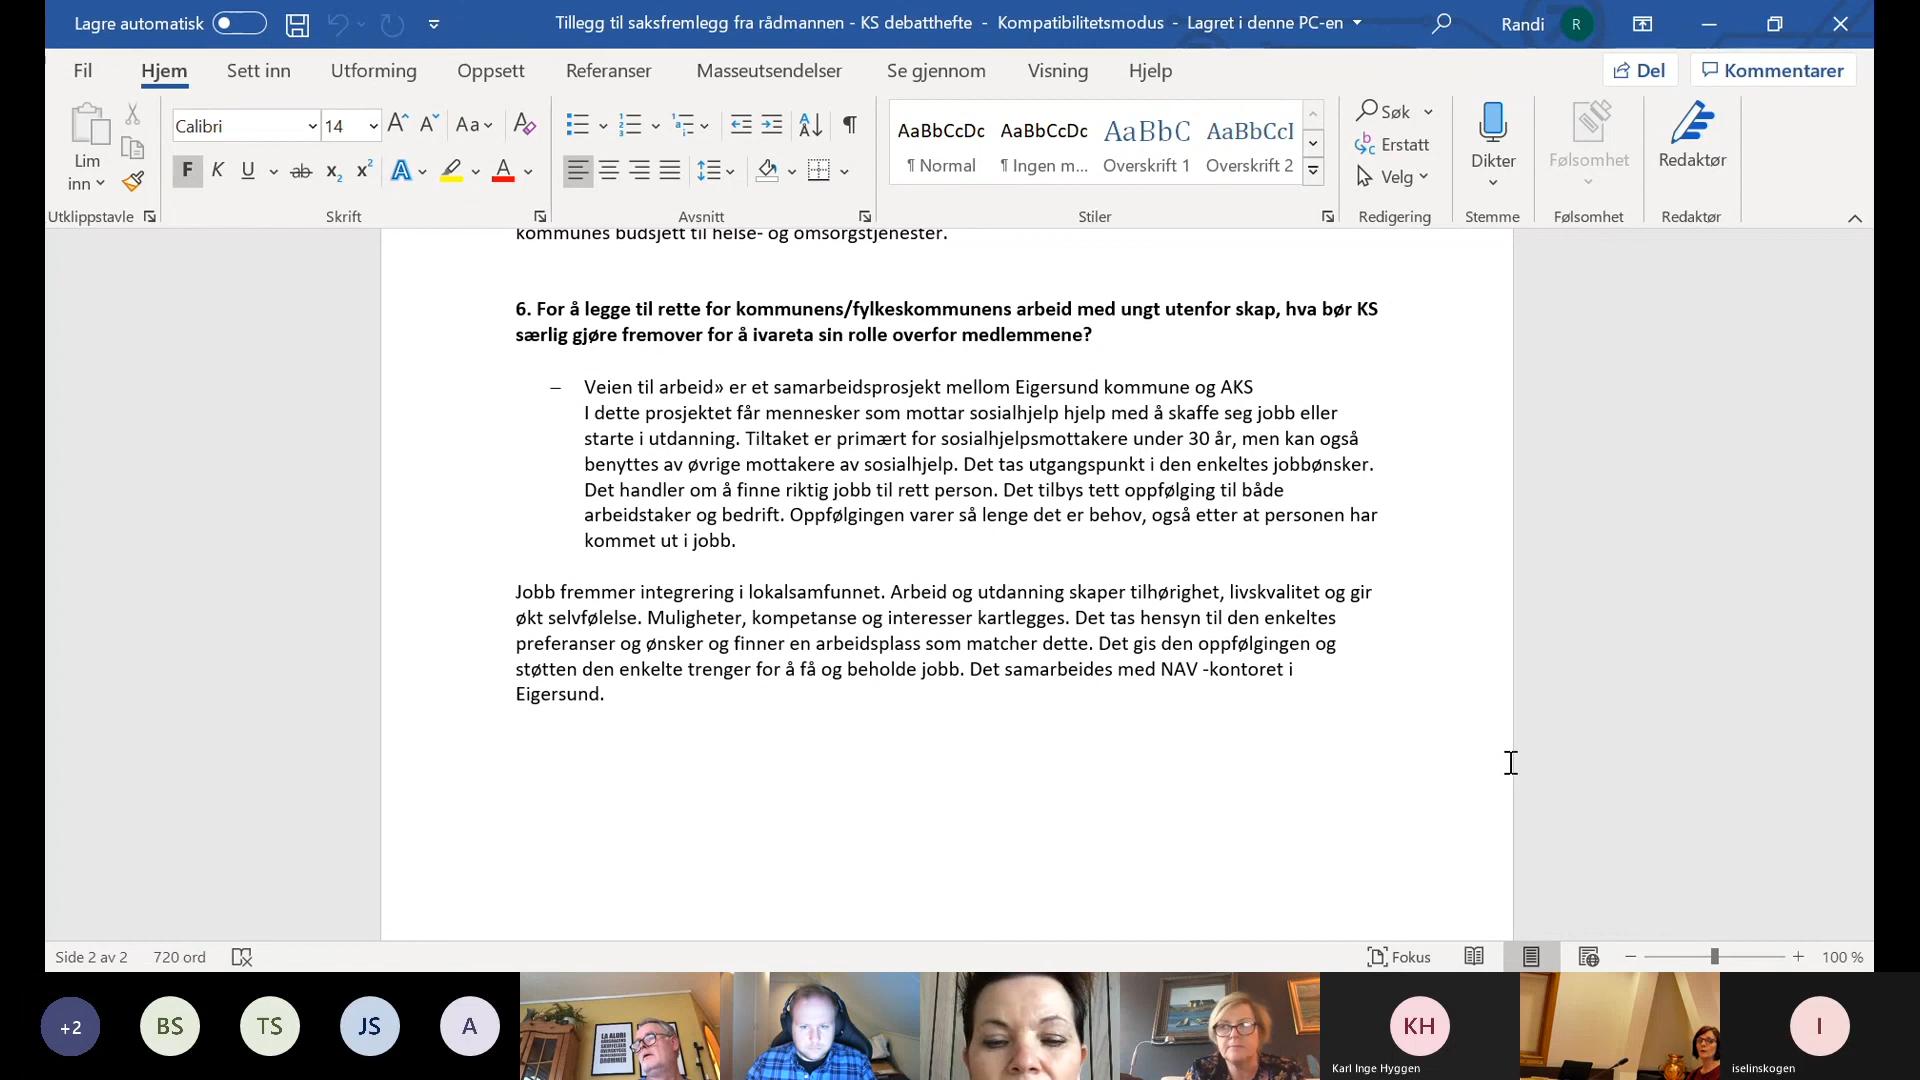 Lagre automatisk
Tillegg til saksfremlegg fra rådmannen - KS debatthefte - Kompatibilitetsmodus - Lagret i denne PC-en
Randi R
Fil Hjem Sett inn Utforming Oppsett Referanser Masseutsendelser Se gjennom Visning Hjelp Del Kommentarer
Lim inn
Utklippstavle
Calibri 14
Aa
F K U ab x₂ x² A A
Skrift
Avsnitt
AaBbCcDc AaBbCcDc AaBbC AaBbCcI
¶ Normal ¶ Ingen m... Overskrift 1 Overskrift 2
Stiler
Søk
Erstatt
Velg
Redigering
Dikter
Stemme
Følsomhet
Følsomhet
Redaktør
Redaktør
kommunes budsjett til helse- og omsorgstjenester.
6. For å legge til rette for kommunens/fylkeskommunens arbeid med ungt utenfor skap, hva bør KS
særlig gjøre fremover for å ivareta sin rolle overfor medlemmene?
– Veien til arbeid» er et samarbeidsprosjekt mellom Eigersund kommune og AKS
I dette prosjektet får mennesker som mottar sosialhjelp hjelp med å skaffe seg jobb eller
starte i utdanning. Tiltaket er primært for sosialhjelpsmottakere under 30 år, men kan også
benyttes av øvrige mottakere av sosialhjelp. Det tas utgangspunkt i den enkeltes jobbønsker.
Det handler om å finne riktig jobb til rett person. Det tilbys tett oppfølging til både
arbeidstaker og bedrift. Oppfølgingen varer så lenge det er behov, også etter at personen har
kommet ut i jobb.
Jobb fremmer integrering i lokalsamfunnet. Arbeid og utdanning skaper tilhørighet, livskvalitet og gir
økt selvfølelse. Muligheter, kompetanse og interesser kartlegges. Det tas hensyn til den enkeltes
preferanser og ønsker og finner en arbeidsplass som matcher dette. Det gis den oppfølgingen og
støtten den enkelte trenger for å få og beholde jobb. Det samarbeides med NAV -kontoret i
Eigersund.
Side 2 av 2 720 ord Fokus 100 %
+2 BS TS JS A KH I
LA ALDRI
DRØMMER
Karl Inge Hyggen
iselinskogen